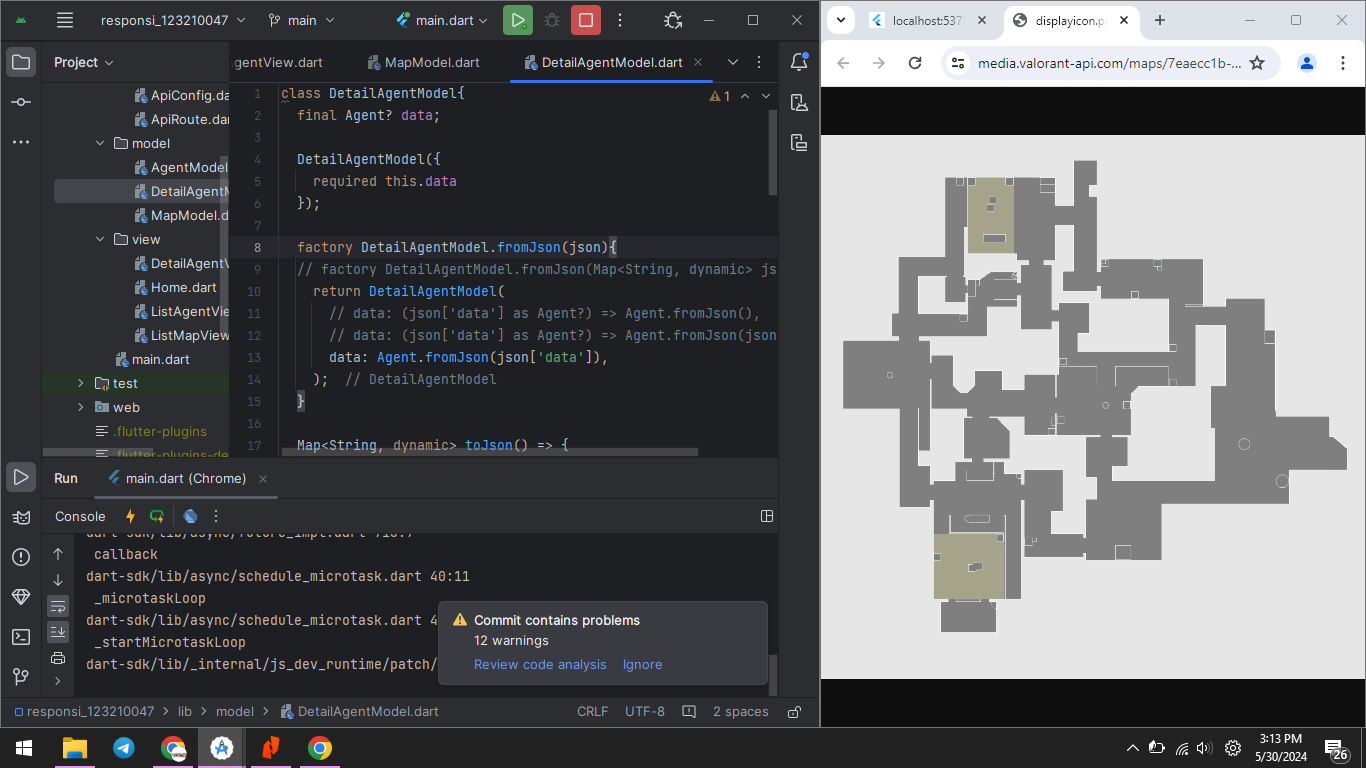 responsi_123210047
main
main.dart
Project
ApiConfig.da
ApiRoute.dar
model
AgentModel
DetailAgentM
MapModel.d
view
DetailAgentV
Home.dart
ListAgentVie
ListMapView
main.dart
test
web
.flutter-plugins
.flutter-plugins-de
gentView.dart
MapModel.dart
DetailAgentModel.dart
1
1 class DetailAgentModel{
2 final Agent? data;
3
4 DetailAgentModel({
5 required this.data
6 });
7
8 factory DetailAgentModel.fromJson(json){
9 // factory DetailAgentModel.fromJson(Map<String, dynamic> js
10 return DetailAgentModel(
11 // data: (json['data'] as Agent?) => Agent.fromJson(),
12 // data: (json['data'] as Agent?) => Agent.fromJson(json
13 data: Agent.fromJson(json['data']),
14 ); // DetailAgentModel
15 }
16
17 Map<String, dynamic> toJson() => {
Run
main.dart (Chrome)
Console
callback
dart-sdk/lib/async/schedule_microtask.dart 40:11
_microtaskLoop
dart-sdk/lib/async/schedule_microtask.dart 4
_startMicrotaskLoop
dart-sdk/lib/_internal/js_dev_runtime/patch/
Commit contains problems
12 warnings
Review code analysis Ignore
responsi_123210047 > lib > model > DetailAgentModel.dart
CRLF UTF-8 2 spaces
localhost:537
displayicon.p
media.valorant-api.com/maps/7eaecc1b-...
3:13 PM
5/30/2024
26